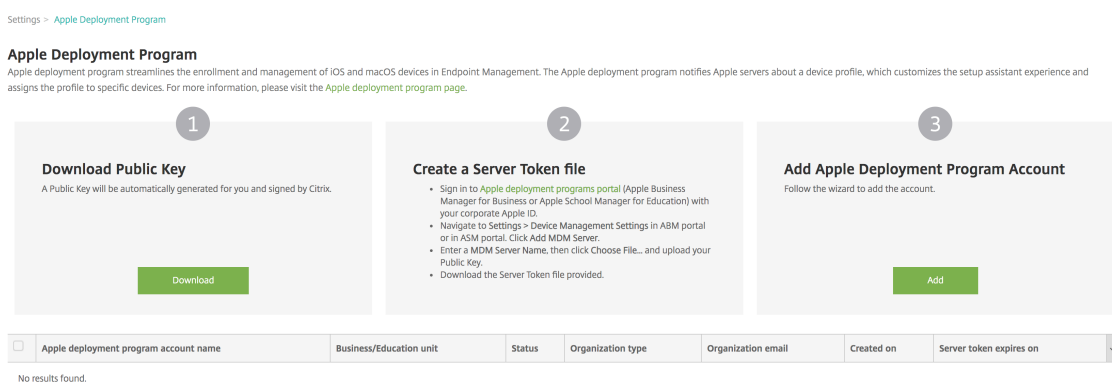 Settings > Apple Deployment Program
Apple Deployment Program
Apple deployment program streamlines the enrollment and management of iOS and macOS devices in Endpoint Management. The Apple deployment program notifies Apple servers about a device profile, which customizes the setup assistant experience and
assigns the profile to specific devices. For more information, please visit the Apple deployment program page.
1
Download Public Key
A Public Key will be automatically generated for you and signed by Citrix.
Download
2
Create a Server Token file
• Sign in to Apple deployment programs portal (Apple Business
Manager for Business or Apple School Manager for Education) with
your corporate Apple ID.
• Navigate to Settings > Device Management Settings in ABM portal
or in ASM portal. Click Add MDM Server.
• Enter a MDM Server Name, then click Choose File... and upload your
Public Key.
• Download the Server Token file provided.
3
Add Apple Deployment Program Account
Follow the wizard to add the account.
Add
Apple deployment program account name Business/Education unit Status Organization type Organization email Created on Server token expires on
No results found.